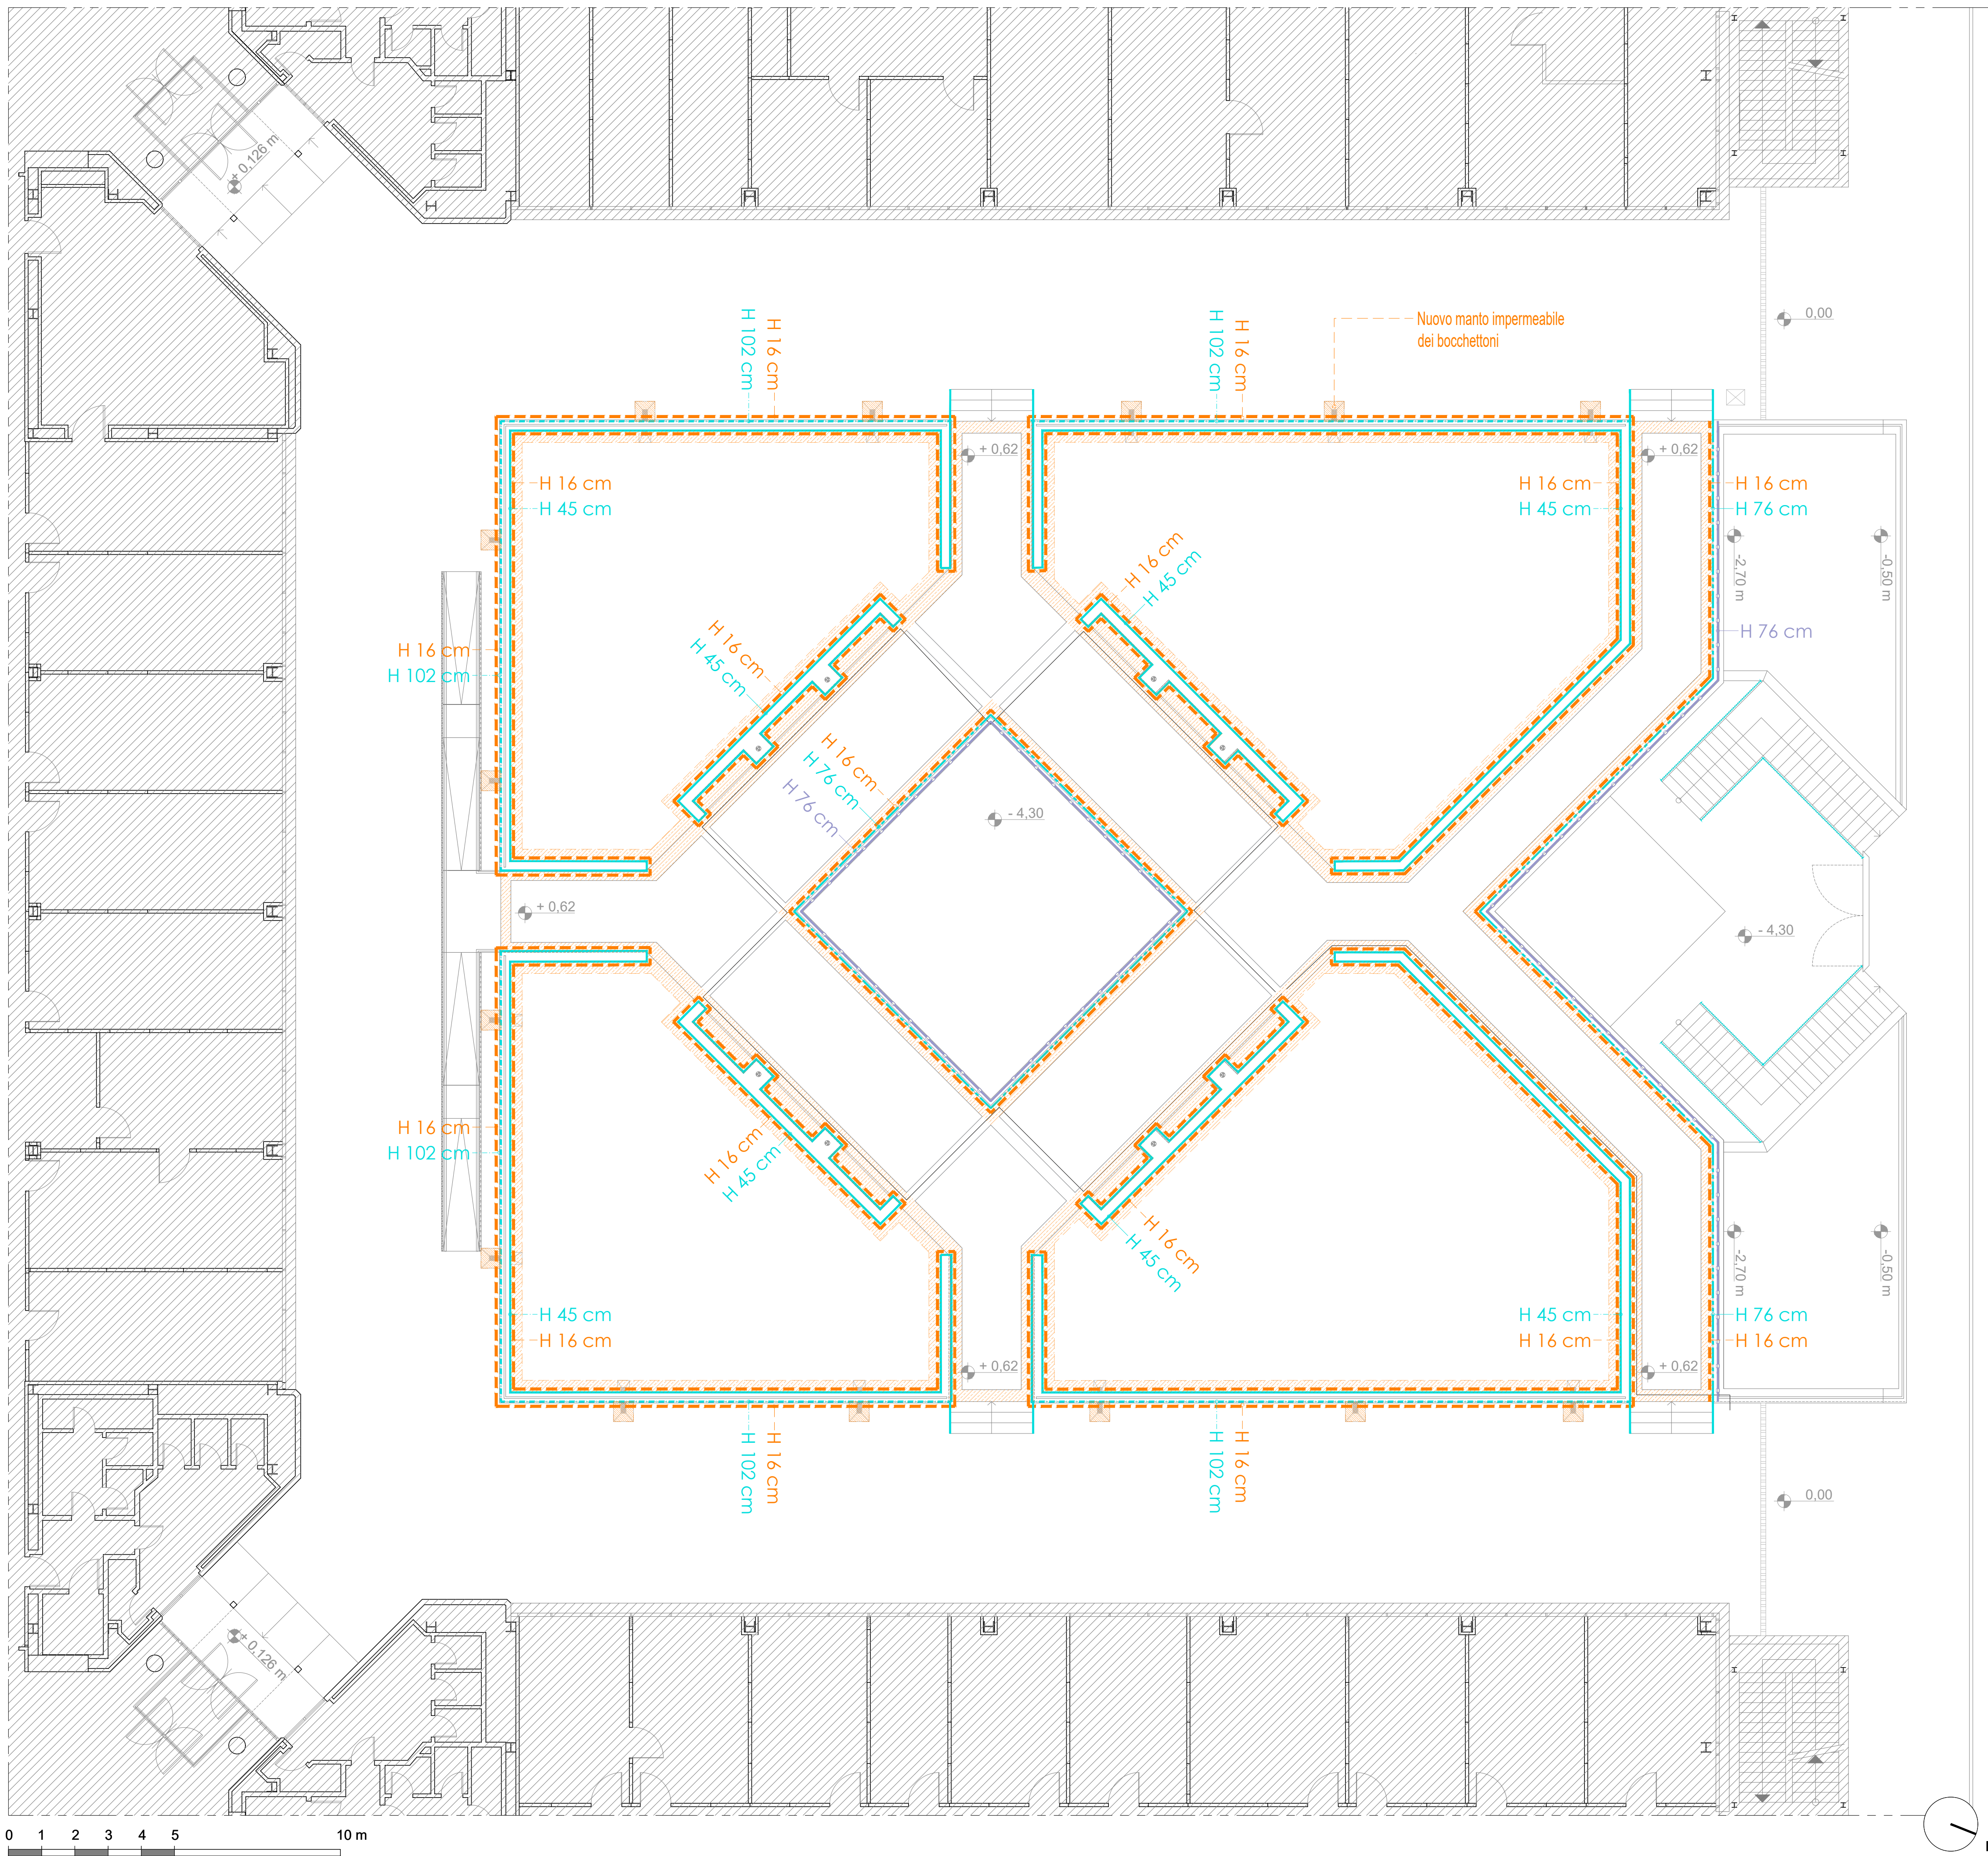 + 0,126 m
H 102 cm
H 16 cm
H 102 cm
H 16 cm
Nuovo manto impermeabile
dei bocchettoni
0,00
+ 0,62
+ 0,62
H 16 cm
H 45 cm
H 16 cm
H 45 cm
H 16 cm
H 76 cm
-2,70 m
-0,50 m
H 16 cm
H 45 cm
H 76 cm
H 16 cm
H 102 cm
H 16 cm
H 45 cm
H 16 cm
H 76 cm
H 76 cm
- 4,30
+ 0,62
- 4,30
H 16 cm
H 102 cm
H 16 cm
H 45 cm
H 16 cm
H 45 cm
-2,70 m
-0,50 m
H 45 cm
H 16 cm
H 45 cm
H 16 cm
H 76 cm
H 16 cm
+ 0,62
+ 0,62
H 102 cm
H 16 cm
H 102 cm
H 16 cm
0,00
+ 0,126 m
0 1 2 3 4 5 10 m